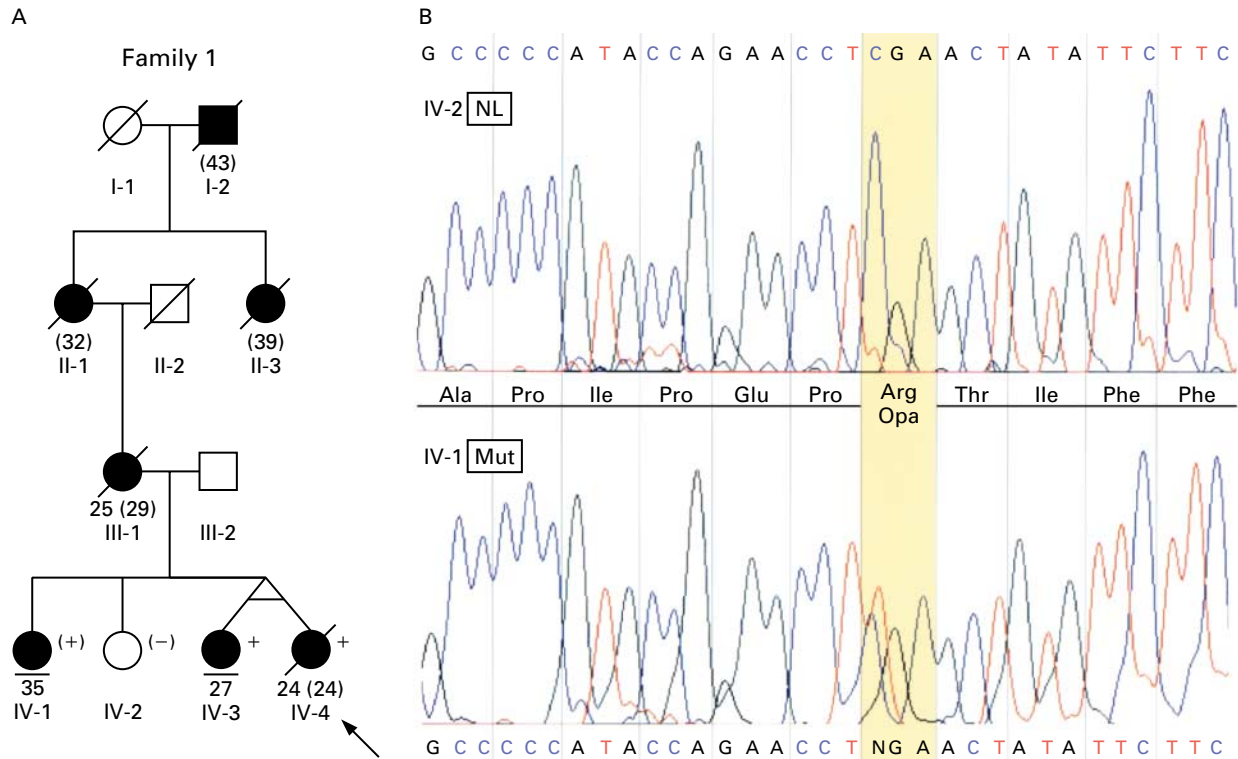 A
Family 1
I-1
(43)
I-2
(32)
II-1
II-2
(39)
II-3
25 (29)
III-1
III-2
(+)
35
IV-1
(−)
IV-2
+
27
IV-3
+
24 (24)
IV-4
B
G C C C C C A T A C C A G A A C C T C G A A C T A T A T T C T T C
IV-2 NL
Ala Pro Ile Pro Glu Pro Arg Thr Ile Phe Phe
Opa
IV-1 Mut
G C C C C C A T A C C A G A A C C T N G A A C T A T A T T C T T C